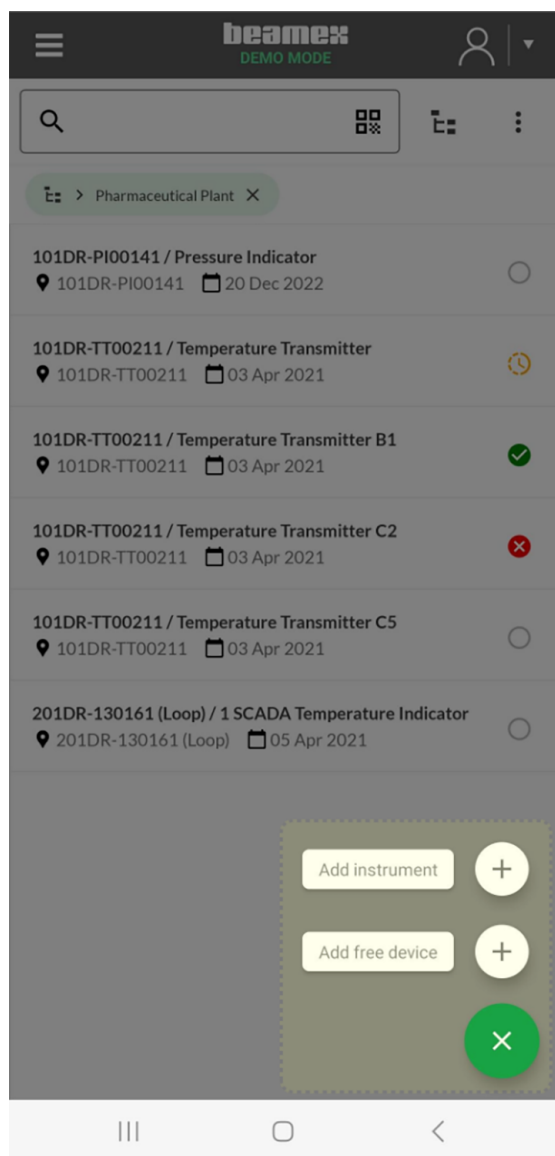 beamex
DEMO MODE
Pharmaceutical Plant
101DR-PI00141 / Pressure Indicator
101DR-PI00141 20 Dec 2022
101DR-TT00211 / Temperature Transmitter
101DR-TT00211 03 Apr 2021
101DR-TT00211 / Temperature Transmitter B1
101DR-TT00211 03 Apr 2021
101DR-TT00211 / Temperature Transmitter C2
101DR-TT00211 03 Apr 2021
101DR-TT00211 / Temperature Transmitter C5
101DR-TT00211 03 Apr 2021
201DR-130161 (Loop) / 1 SCADA Temperature Indicator
201DR-130161 (Loop) 05 Apr 2021
Add instrument
Add free device